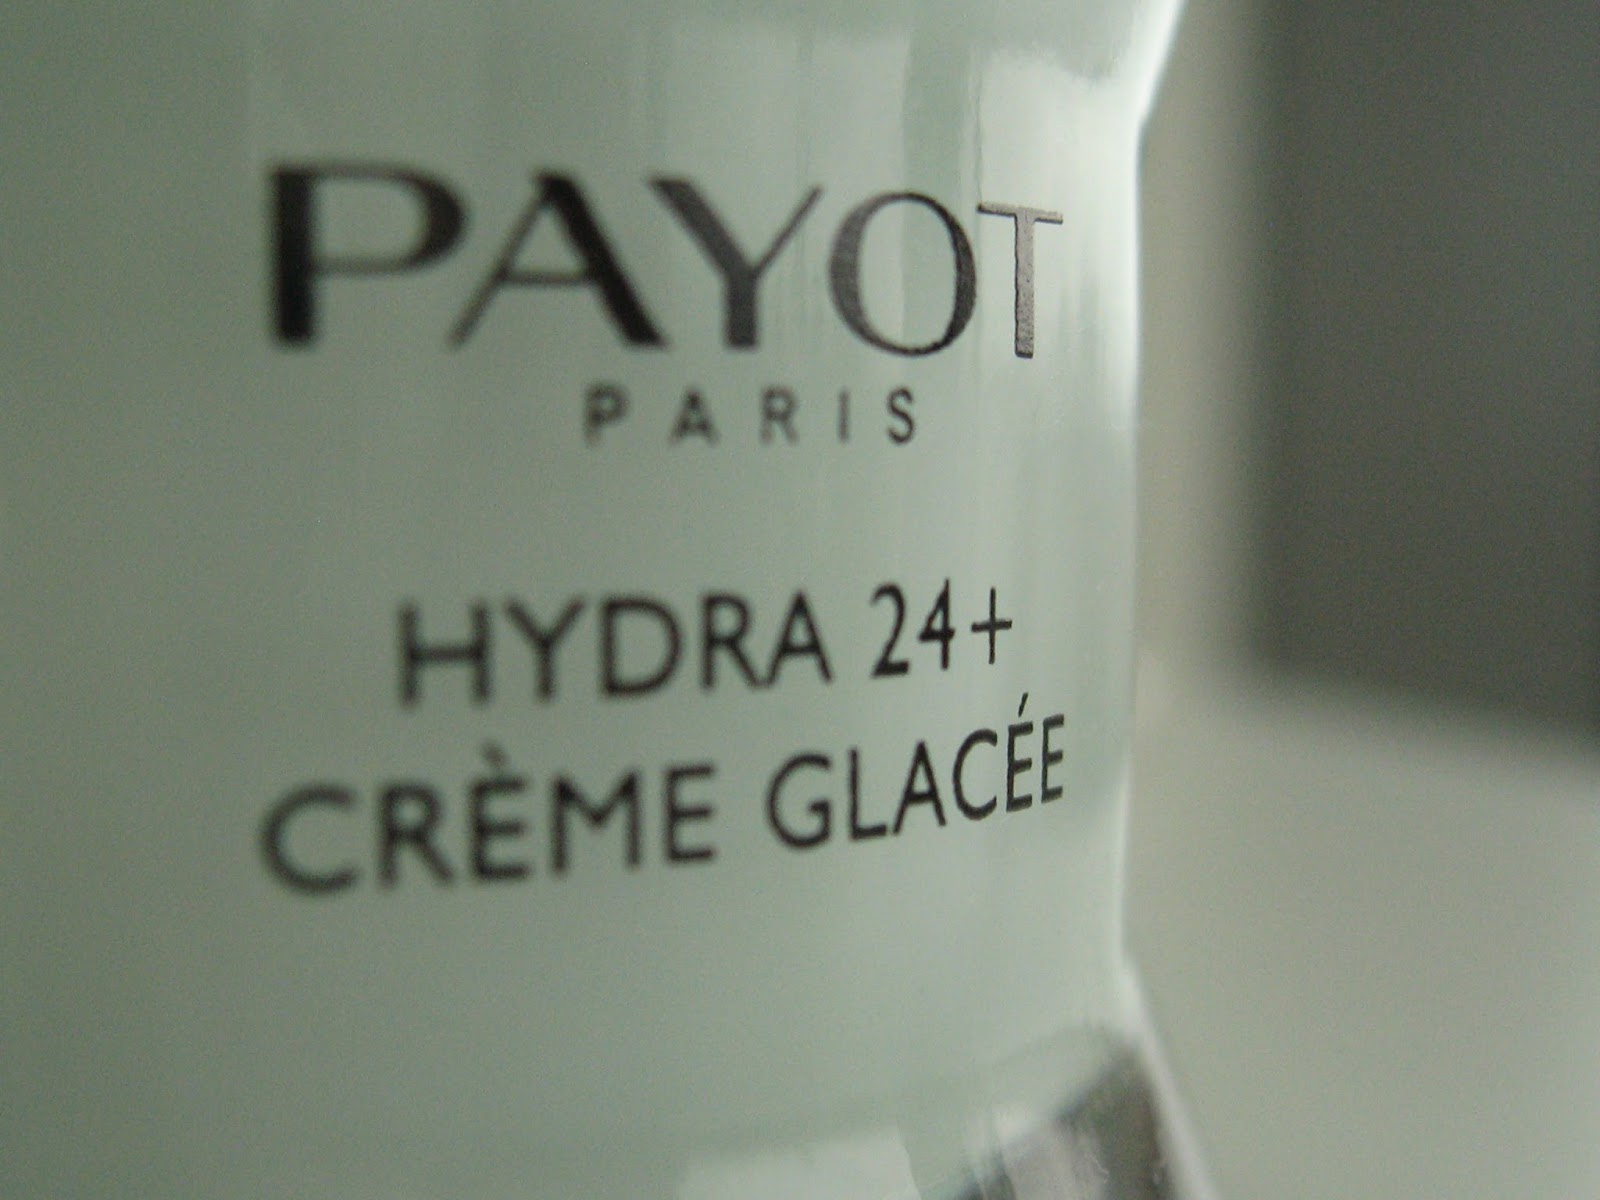 PAYOT
PARIS
HYDRA 24+
CRÈME GLACÉE